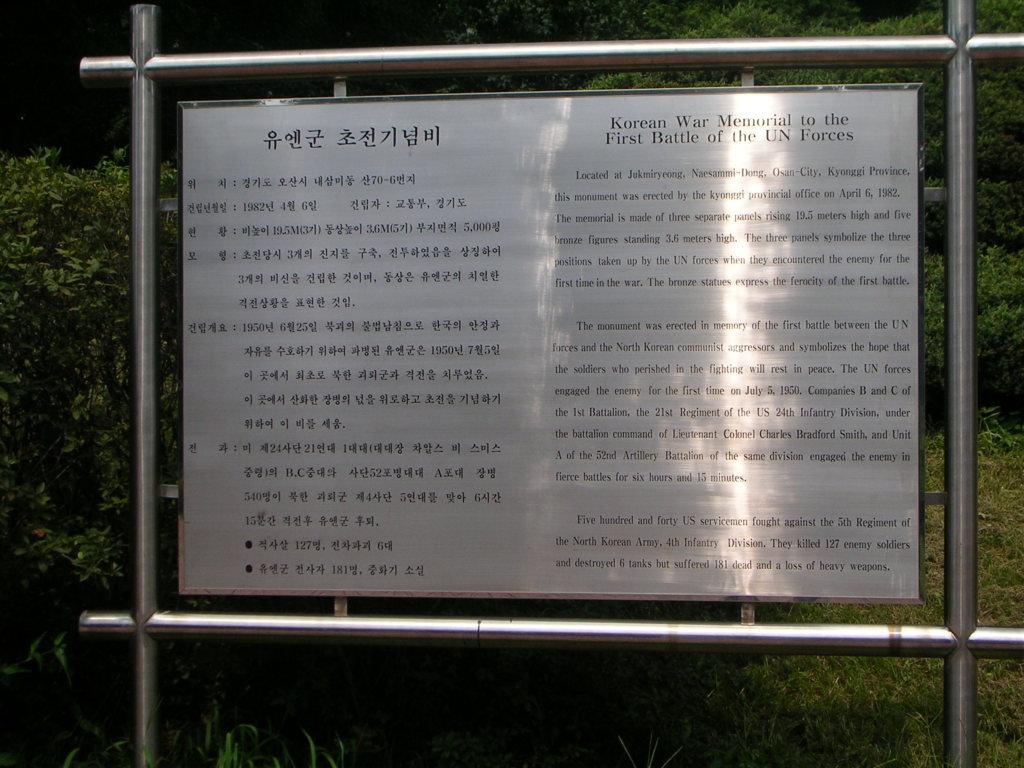 유엔군 초전기념비
위 치 : 경기도 오산시 내삼미동 산70-6번지
건립년월일 : 1982년 4월 6일 건립자 : 교통부, 경기도
현 황 : 비높이 19.5M(3기) 동상높이 3.6M(5기) 부지면적 5,000평
모 형 : 초전당시 3개의 진지를 구축, 전투하였음을 상징하여
3개의 비신을 건립한 것이며, 동상은 유엔군의 치열한
격전상황을 표현한 것임.
건립개요 : 1950년 6월25일 북괴의 불법남침으로 한국의 안정과
자유를 수호하기 위하여 파병된 유엔군은 1950년 7월5일
이 곳에서 최초로 북한 괴뢰군과 격전을 치루었음.
이 곳에서 산화한 장병의 넋을 위로하고 초전을 기념하기
위하여 이 비를 세움.
전 과 : 미 제24사단 21연대 1대대(대대장 차알스 비 스미스
중령)의 B.C중대와 사단52포병대대 A포대 장병
540명이 북한 괴뢰군 제4사단 5연대를 맞아 6시간
15분간 격전후 유엔군 후퇴.
● 적사살 127명, 전차파괴 6대
● 유엔군 전사자 181명, 중화기 소실
Korean War Memorial to the
First Battle of the UN Forces
Located at Jukmiryeong, Naesammi-Dong, Osan-City, Kyonggi Province,
this monument was erected by the kyonggi provincial office on April 6, 1982.
The memorial is made of three separate panels rising 19.5 meters high and five
bronze figures standing 3.6 meters high. The three panels symbolize the three
positions taken up by the UN forces when they encountered the enemy for the
first time in the war. The bronze statues express the ferocity of the first battle.
The monument was erected in memory of the first battle between the UN
forces and the North Korean communist aggressors and symbolizes the hope that
the soldiers who perished in the fighting will rest in peace. The UN forces
engaged the enemy for the first time on July 5, 1950. Companies B and C of
the 1st Battalion, the 21st Regiment of the US 24th Infantry Division, under
the battalion command of Lieutenant Colonel Charles Bradford Smith, and Unit
A of the 52nd Artillery Battalion of the same division engaged the enemy in
fierce battles for six hours and 15 minutes.
Five hundred and forty US servicemen fought against the 5th Regiment of
the North Korean Army, 4th Infantry Division. They killed 127 enemy soldiers
and destroyed 6 tanks but suffered 181 dead and a loss of heavy weapons.